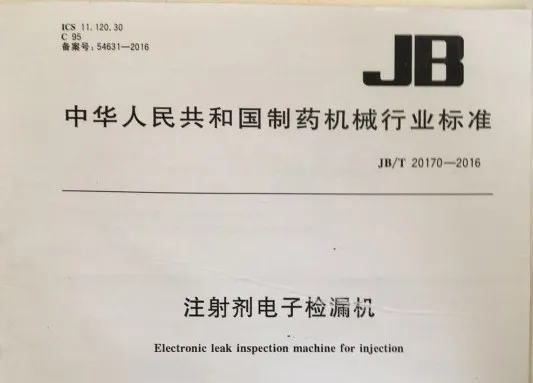 ICS 11.120.30
C 95
备案号：54631—2016
JB
中华人民共和国制药机械行业标准
JB/T 20170—2016
注射剂电子检漏机
Electronic leak inspection machine for injection